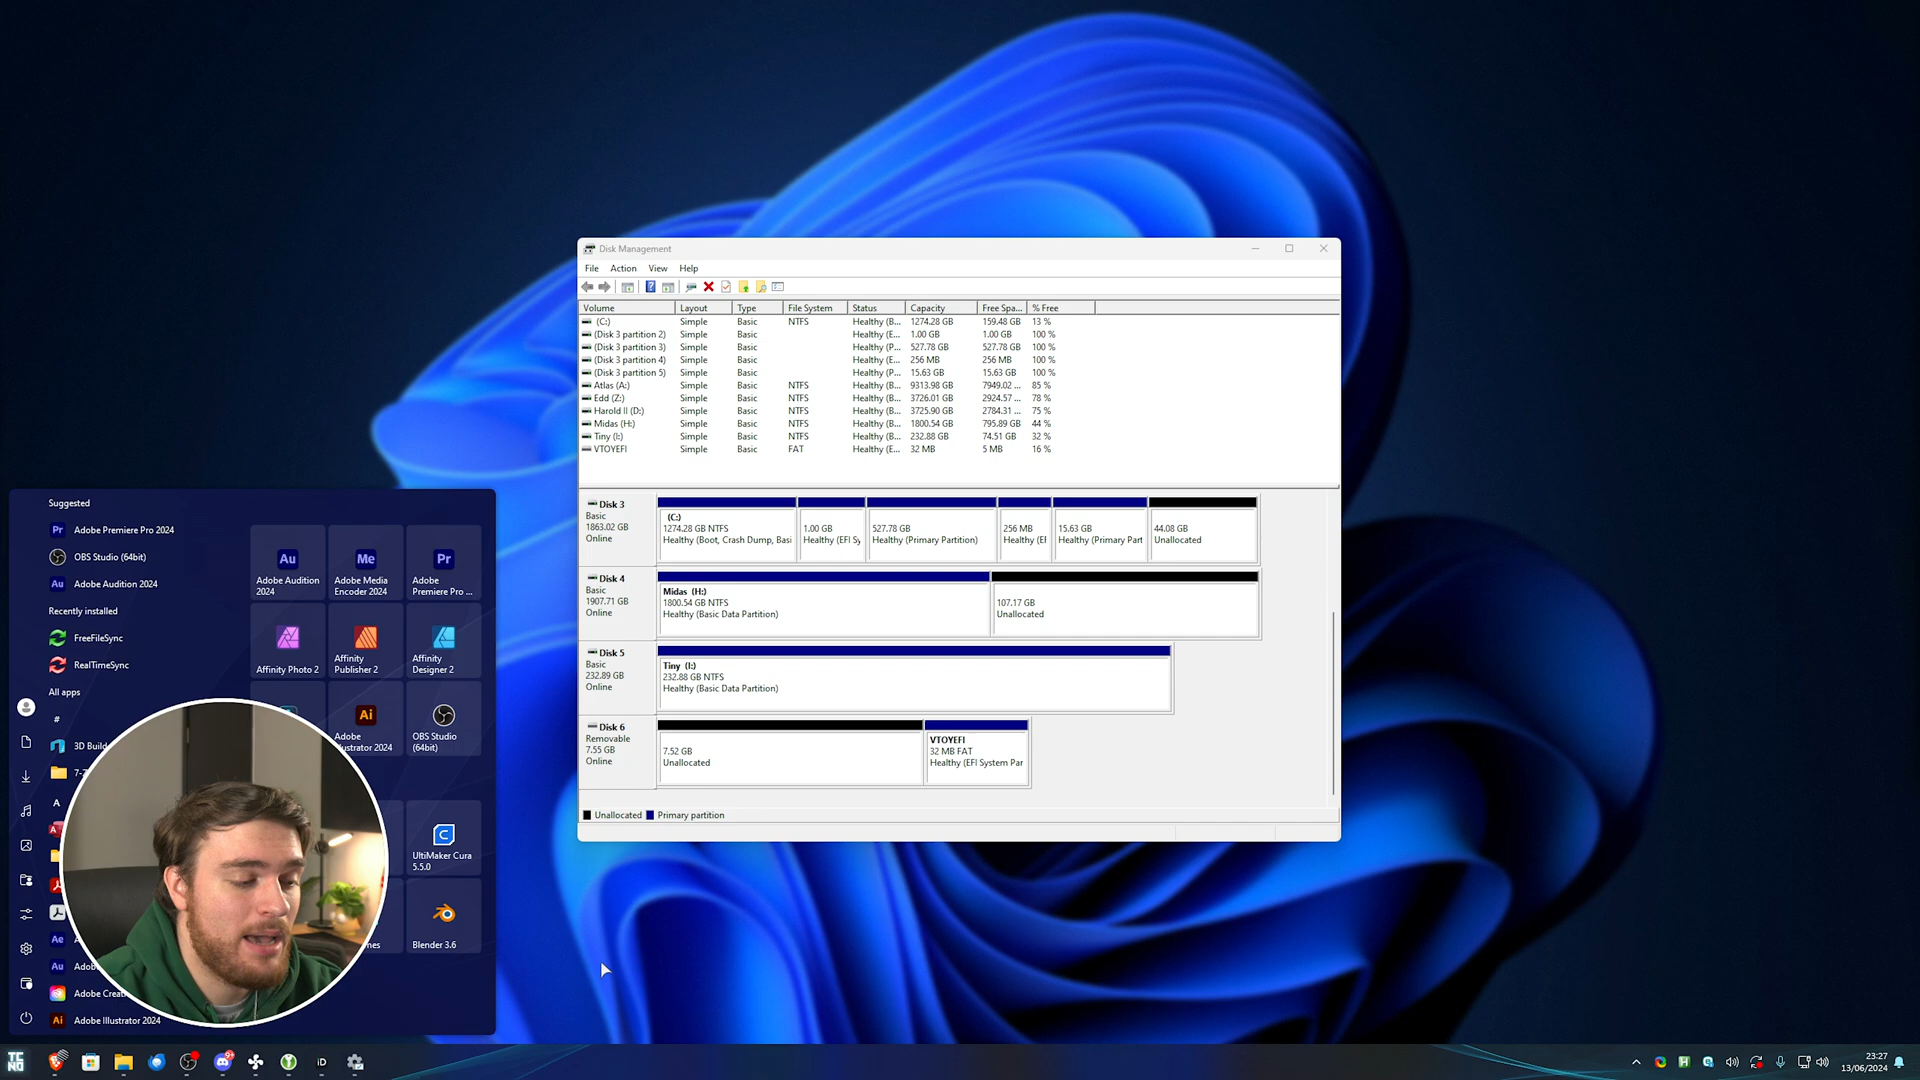 Disk Management
File Action View Help
Volume Layout Type File System Status Capacity Free Spa... % Free
(C:) Simple Basic NTFS Healthy (B... 1274.28 GB 159.48 GB 13 %
(Disk 3 partition 2) Simple Basic Healthy (E... 1.00 GB 1.00 GB 100 %
(Disk 3 partition 3) Simple Basic Healthy (P... 527.78 GB 527.78 GB 100 %
(Disk 3 partition 4) Simple Basic Healthy (E... 256 MB 256 MB 100 %
(Disk 3 partition 5) Simple Basic Healthy (P... 15.63 GB 15.63 GB 100 %
Atlas (A:) Simple Basic NTFS Healthy (B... 9313.98 GB 7949.02 ... 85 %
Edd (Z:) Simple Basic NTFS Healthy (B... 3726.01 GB 2924.57 ... 78 %
Harold II (D:) Simple Basic NTFS Healthy (B... 3725.90 GB 2784.31 ... 75 %
Midas (H:) Simple Basic NTFS Healthy (B... 1800.54 GB 795.89 GB 44 %
Tiny (I:) Simple Basic NTFS Healthy (B... 232.88 GB 74.51 GB 32 %
VTOYEFI Simple Basic FAT Healthy (E... 32 MB 5 MB 16 %
Disk 3
Basic
1863.02 GB
Online
(C:)
1274.28 GB NTFS
Healthy (Boot, Crash Dump, Basi
1.00 GB
Healthy (EFI Sy
527.78 GB
Healthy (Primary Partition)
256 MB
Healthy (EF
15.63 GB
Healthy (Primary Part
44.08 GB
Unallocated
Disk 4
Basic
1907.71 GB
Online
Midas (H:)
1800.54 GB NTFS
Healthy (Basic Data Partition)
107.17 GB
Unallocated
Disk 5
Basic
232.89 GB
Online
Tiny (I:)
232.88 GB NTFS
Healthy (Basic Data Partition)
Disk 6
Removable
7.55 GB
Online
7.52 GB
Unallocated
VTOYEFI
32 MB FAT
Healthy (EFI System Par
Unallocated Primary partition
Suggested
Adobe Premiere Pro 2024
OBS Studio (64bit)
Adobe Audition 2024
Recently installed
FreeFileSync
RealTimeSync
All apps
#
3D Build
7-
A
Adob
Adobe Creat
Adobe Illustrator 2024
Adobe Audition
2024
Adobe Media
Encoder 2024
Adobe
Premiere Pro ...
Affinity Photo 2
Affinity
Publisher 2
Affinity
Designer 2
Adobe
ustrator 2024
OBS Studio
(64bit)
UltiMaker Cura
5.5.0
Blender 3.6
23:27
13/06/2024